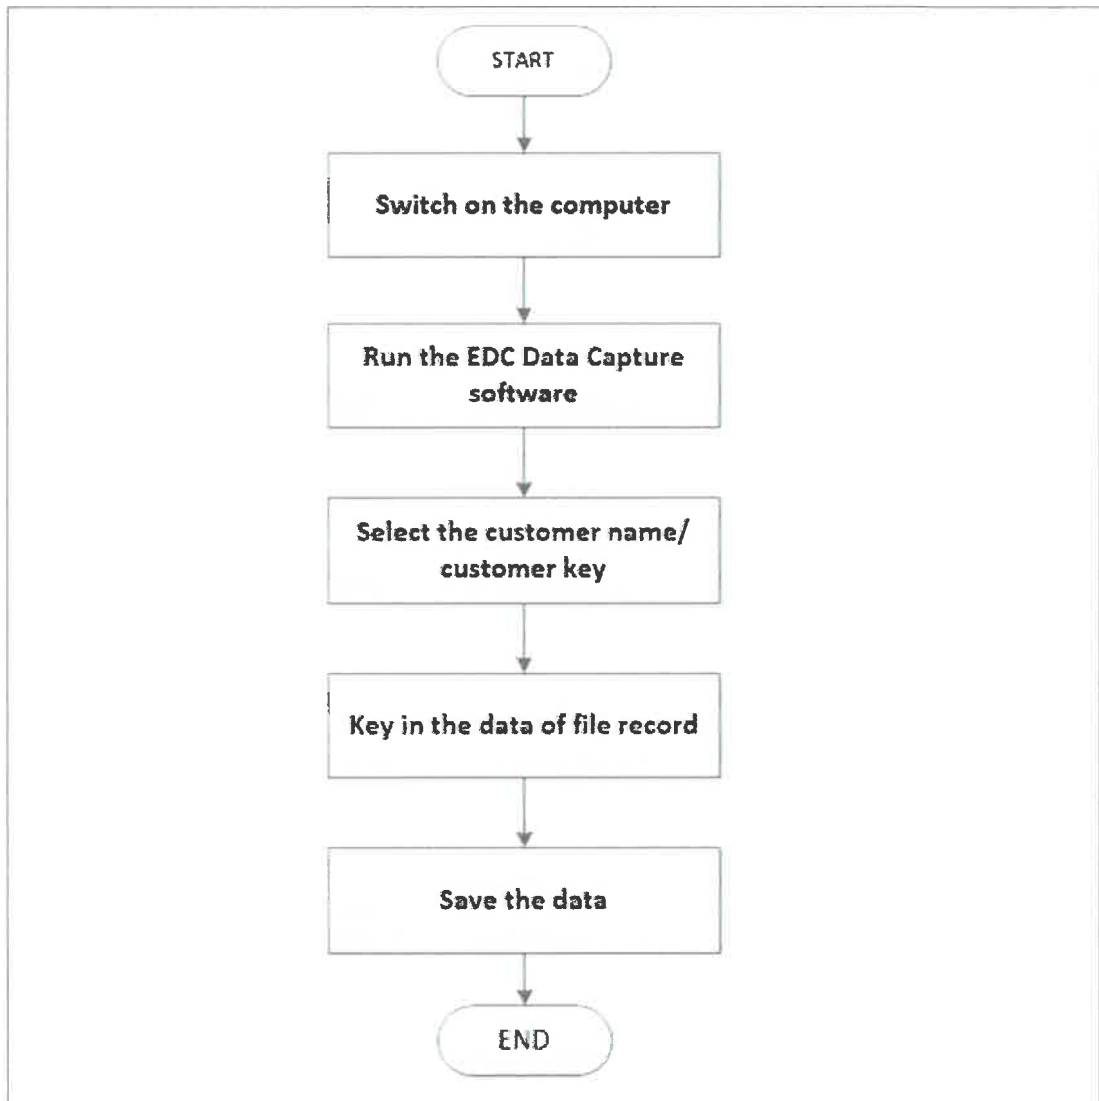 START
Switch on the computer
Run the EDC Data Capture
software
Select the customer name/
customer key
Key in the data of file record
Save the data
END